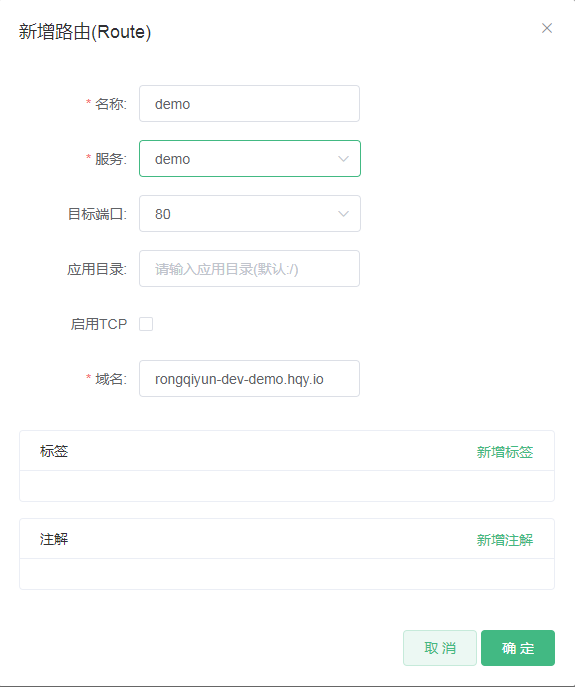 新增路由(Route)
* 名称: demo
* 服务: demo
目标端口: 80
应用目录: 请输入应用目录(默认:/)
启用TCP
* 域名: rongqiyun-dev-demo.hqy.io
标签 新增标签
注解 新增注解
取 消 确 定